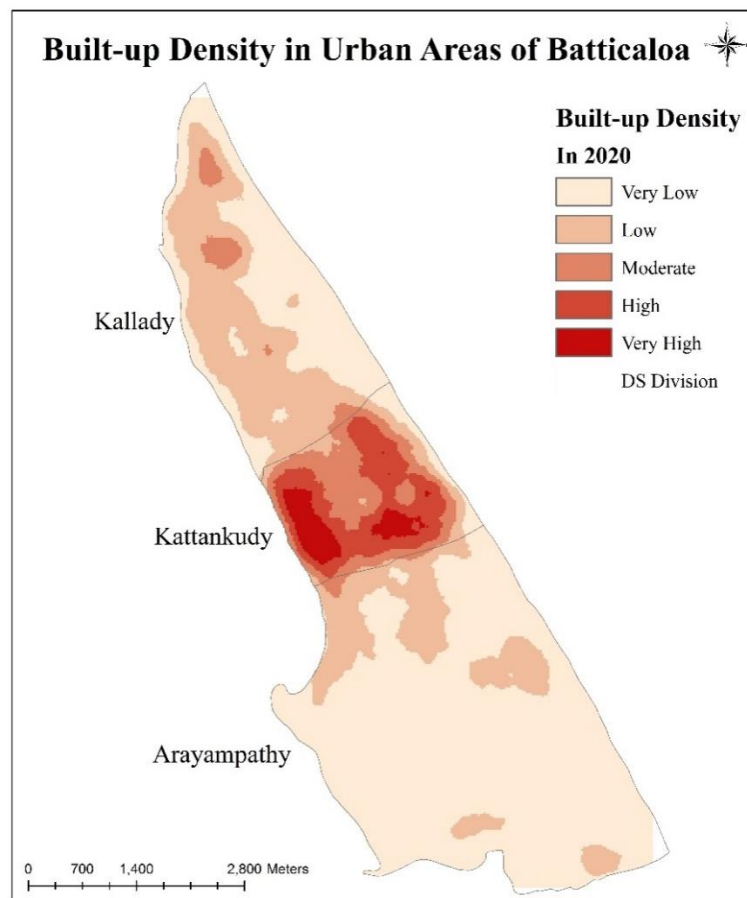 Built-up Density in Urban Areas of Batticaloa
Built-up Density
In 2020
Very Low
Low
Moderate
High
Very High
DS Division
Kallady
Kattankudy
Arayampathy
0 700 1,400 2,800 Meters